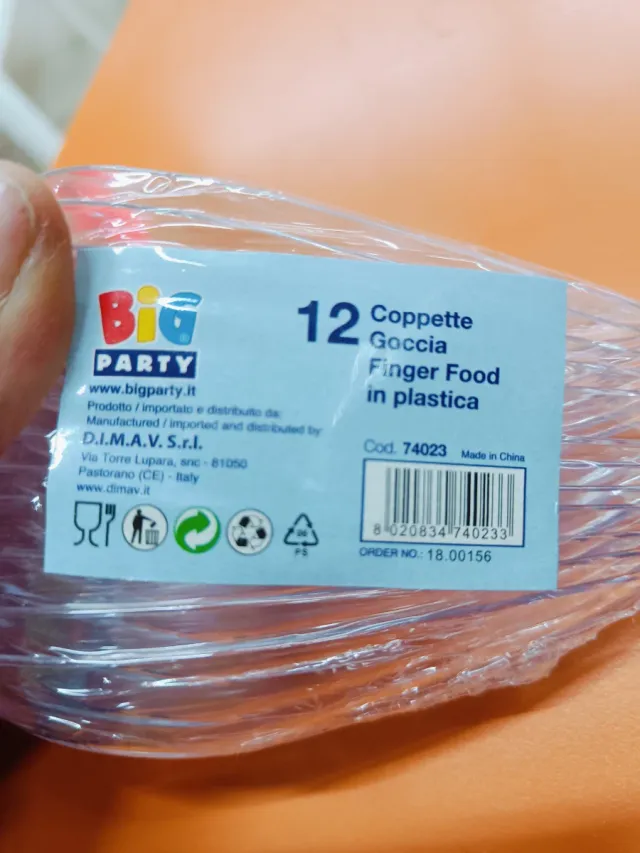 BiG
PARTY
www.bigparty.it
Prodotto / importato e distribuito da:
Manufactured / imported and distributed by:
D.I.M.A.V. S.r.l.
Via Torre Lupara, snc - 81050
Pastorano (CE) - Italy
www.dimav.it
12 Coppette
Goccia
Finger Food
in plastica
Cod. 74023 Made in China
8 020834 740233
ORDER NO.: 18.00156
06
PS